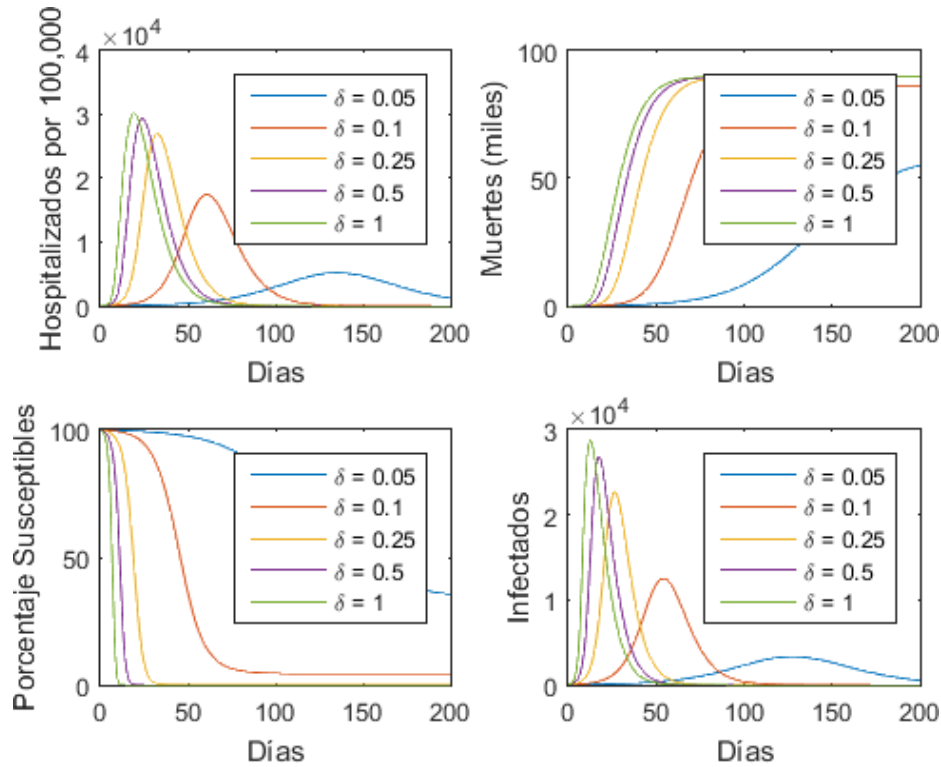 × 10⁴
Hospitalizados por 100,000
4
3
2
1
0
0 50 100 150 200
Días
δ = 0.05
δ = 0.1
δ = 0.25
δ = 0.5
δ = 1
Muertes (miles)
100
50
0
0 50 100 150 200
Días
δ = 0.05
δ = 0.1
δ = 0.25
δ = 0.5
δ = 1
Porcentaje Susceptibles
100
50
0
0 50 100 150 200
Días
δ = 0.05
δ = 0.1
δ = 0.25
δ = 0.5
δ = 1
× 10⁴
Infectados
3
2
1
0
0 50 100 150 200
Días
δ = 0.05
δ = 0.1
δ = 0.25
δ = 0.5
δ = 1